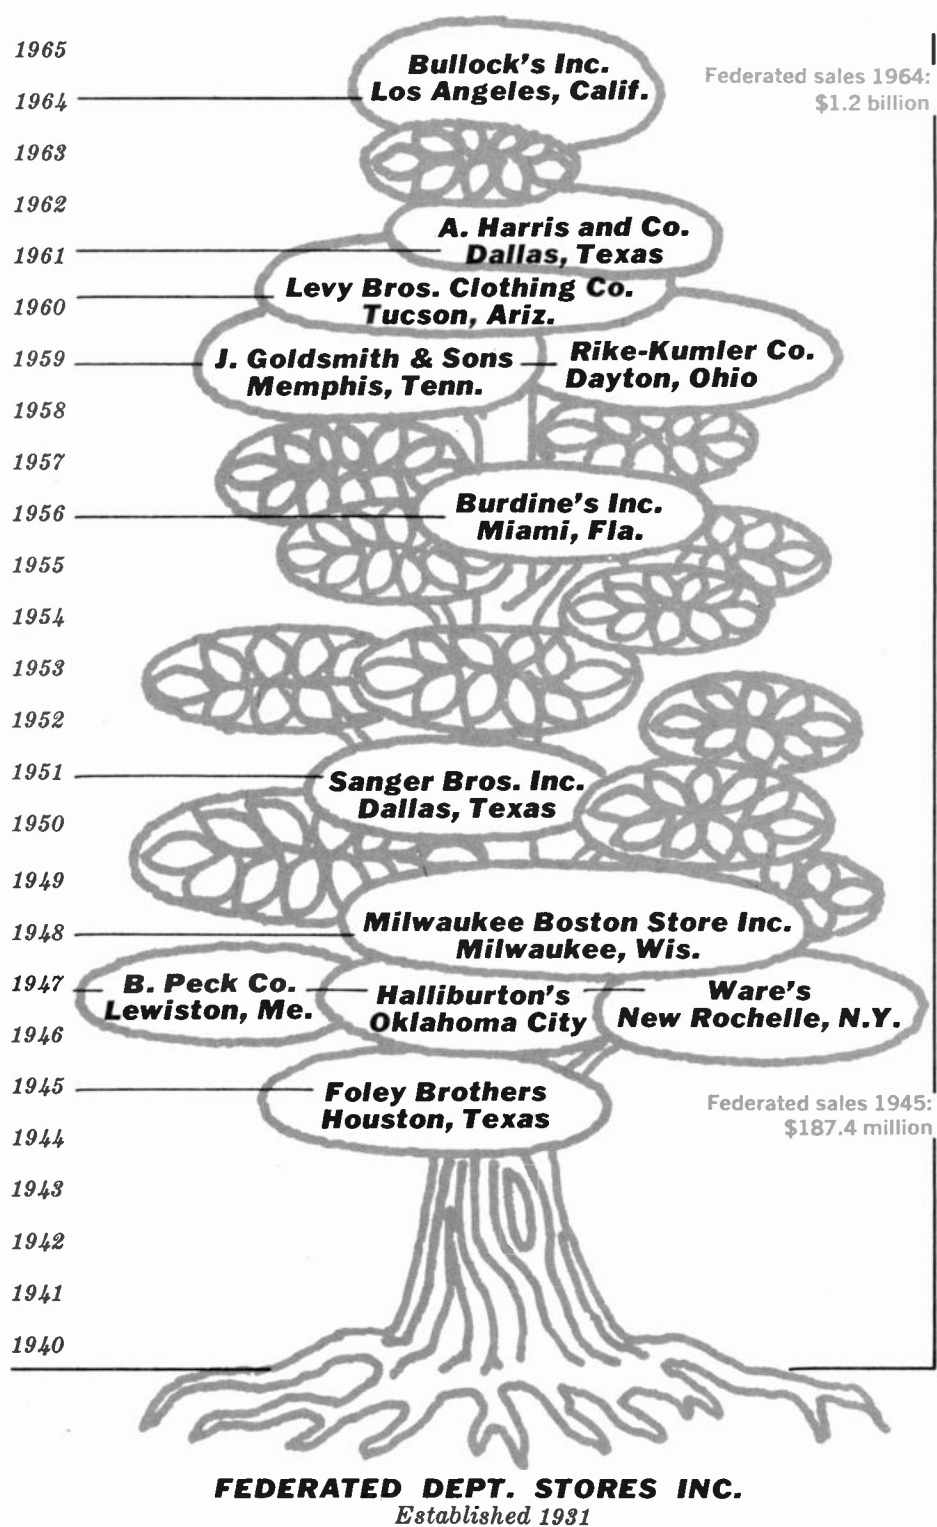 1965
Bullock's Inc.
Los Angeles, Calif.
Federated sales 1964:
$1.2 billion
1964
1963
1962
A. Harris and Co.
Dallas, Texas
1961
Levy Bros. Clothing Co.
Tucson, Ariz.
1960
J. Goldsmith & Sons
Memphis, Tenn.
Rike-Kumler Co.
Dayton, Ohio
1959
1958
1957
Burdine's Inc.
Miami, Fla.
1956
1955
1954
1953
1952
1951
Sanger Bros. Inc.
Dallas, Texas
1950
1949
Milwaukee Boston Store Inc.
Milwaukee, Wis.
1948
1947
B. Peck Co.
Lewiston, Me.
Halliburton's
Oklahoma City
Ware's
New Rochelle, N.Y.
1946
1945
Foley Brothers
Houston, Texas
Federated sales 1945:
$187.4 million
1944
1943
1942
1941
1940
FEDERATED DEPT. STORES INC.
Established 1931